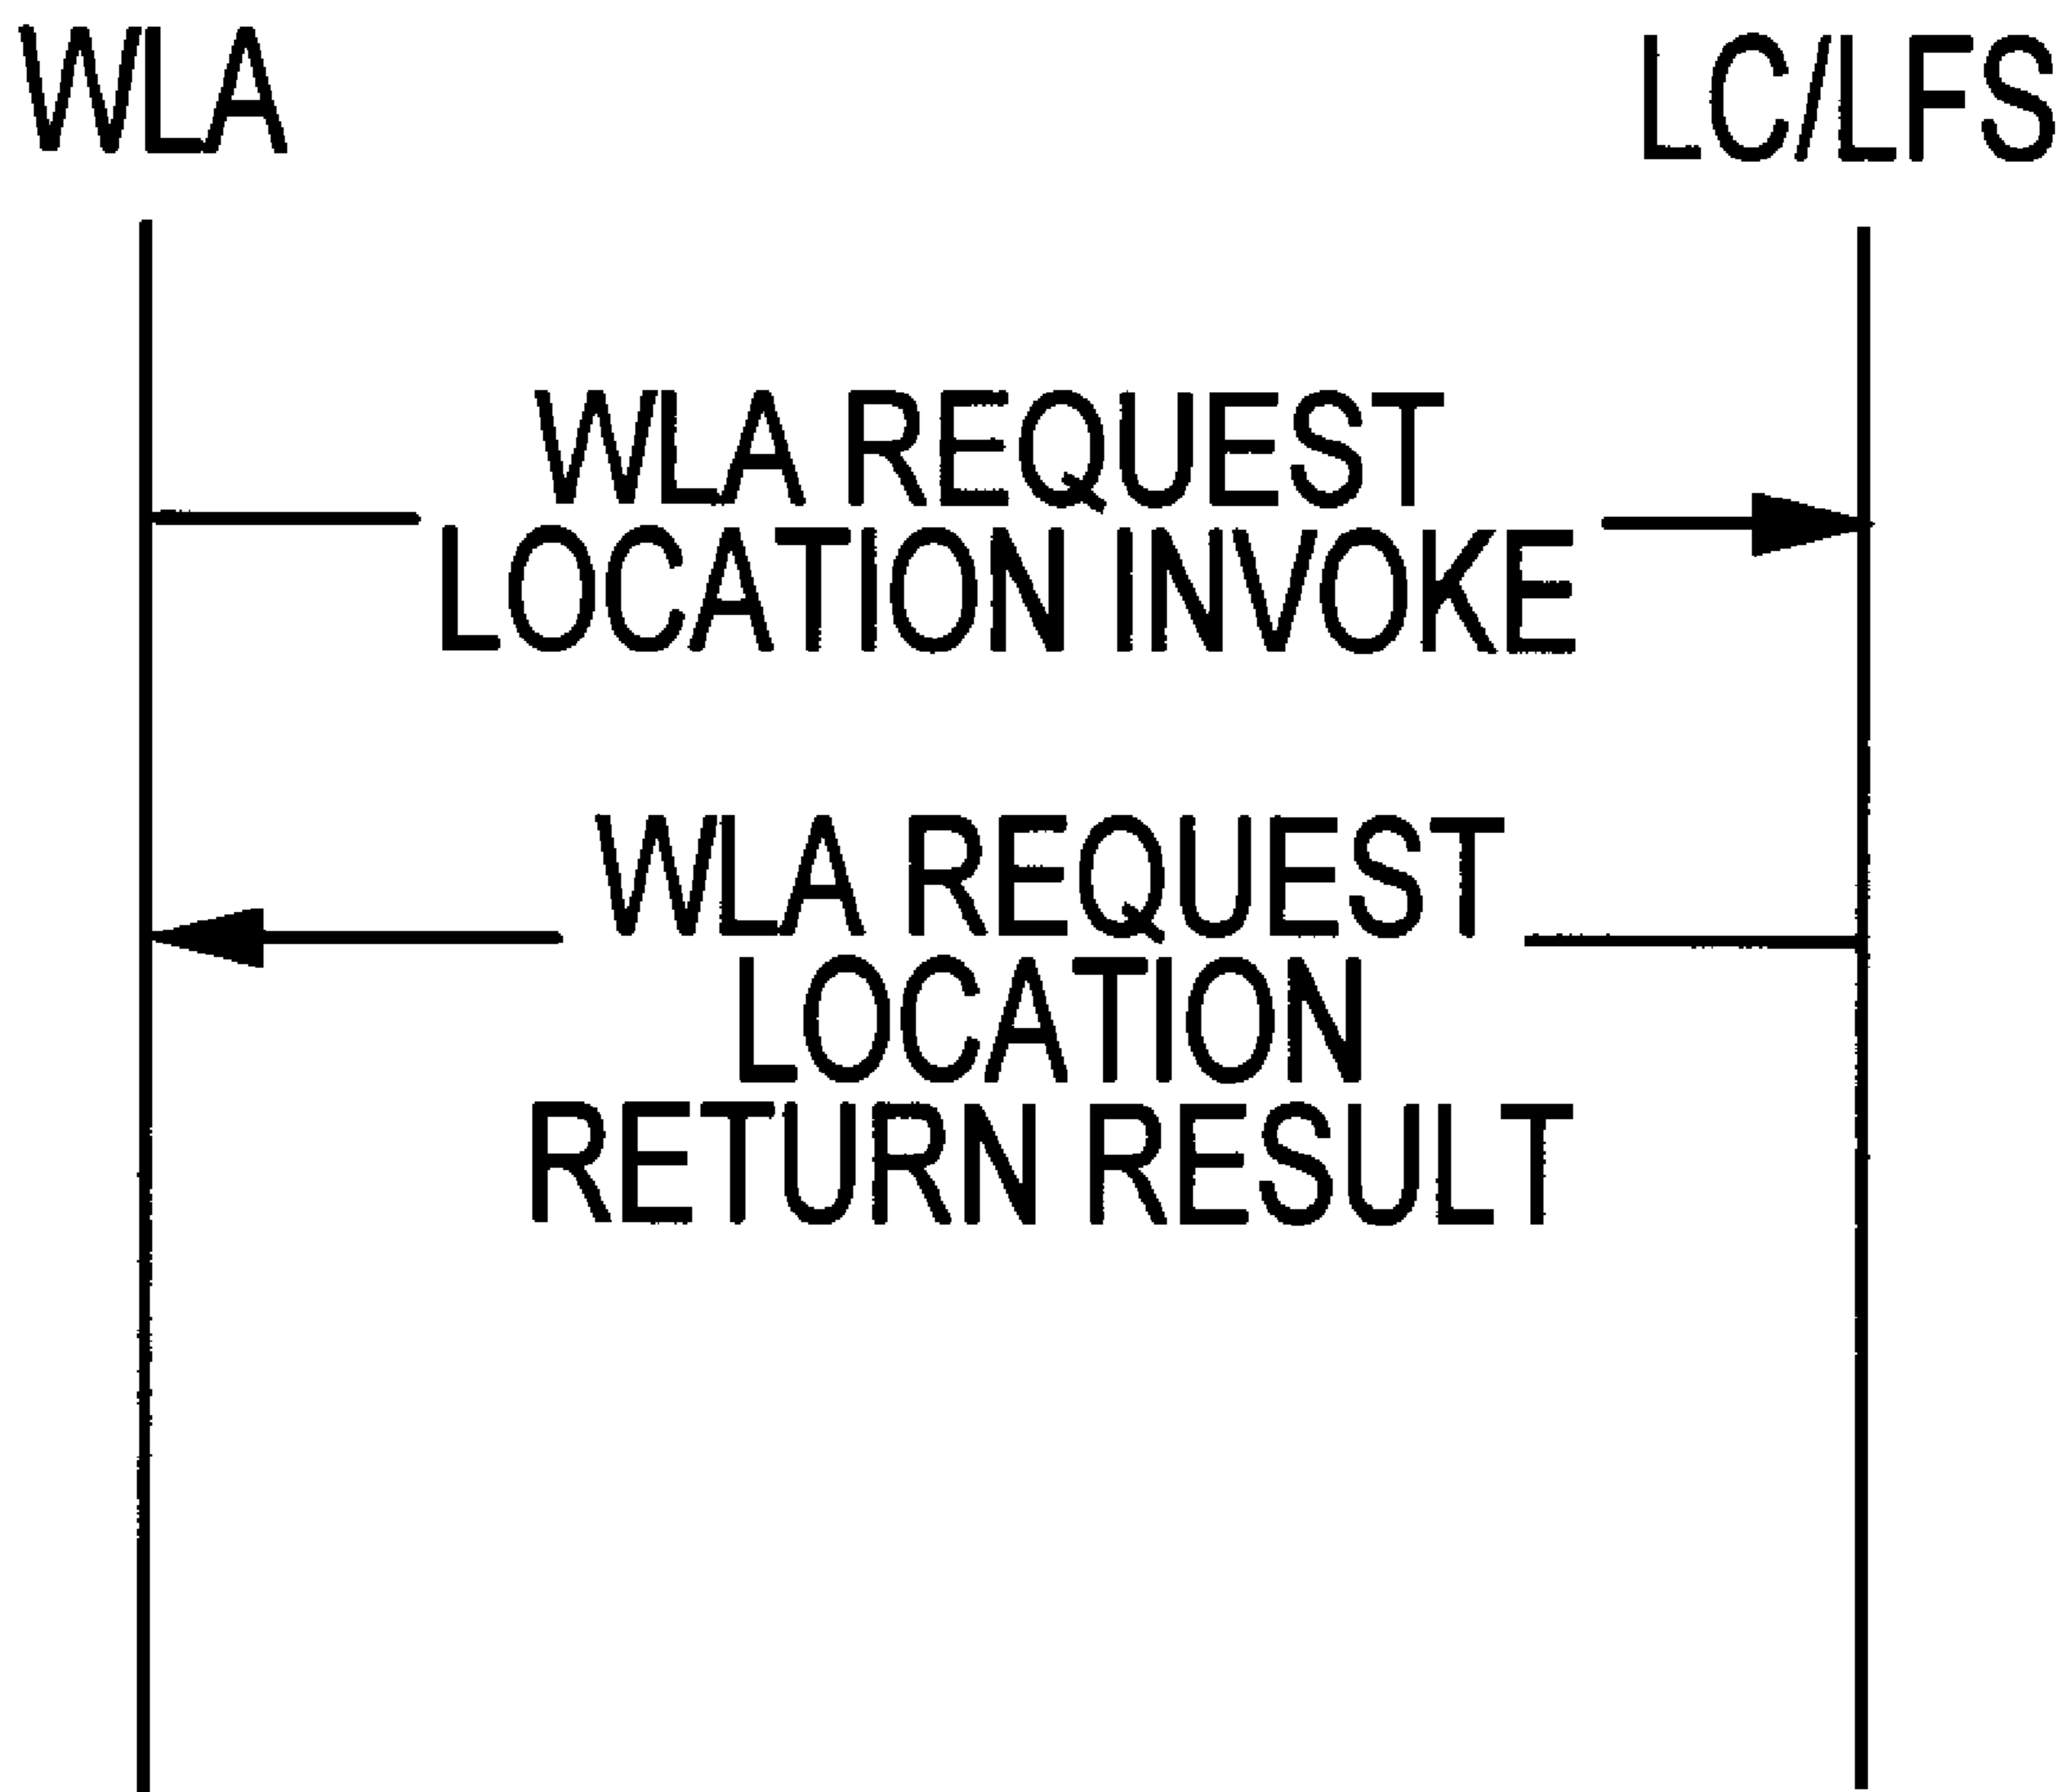 WLA
LC/LFS
WLA REQUEST
LOCATION INVOKE
WLA REQUEST
LOCATION
RETURN RESULT